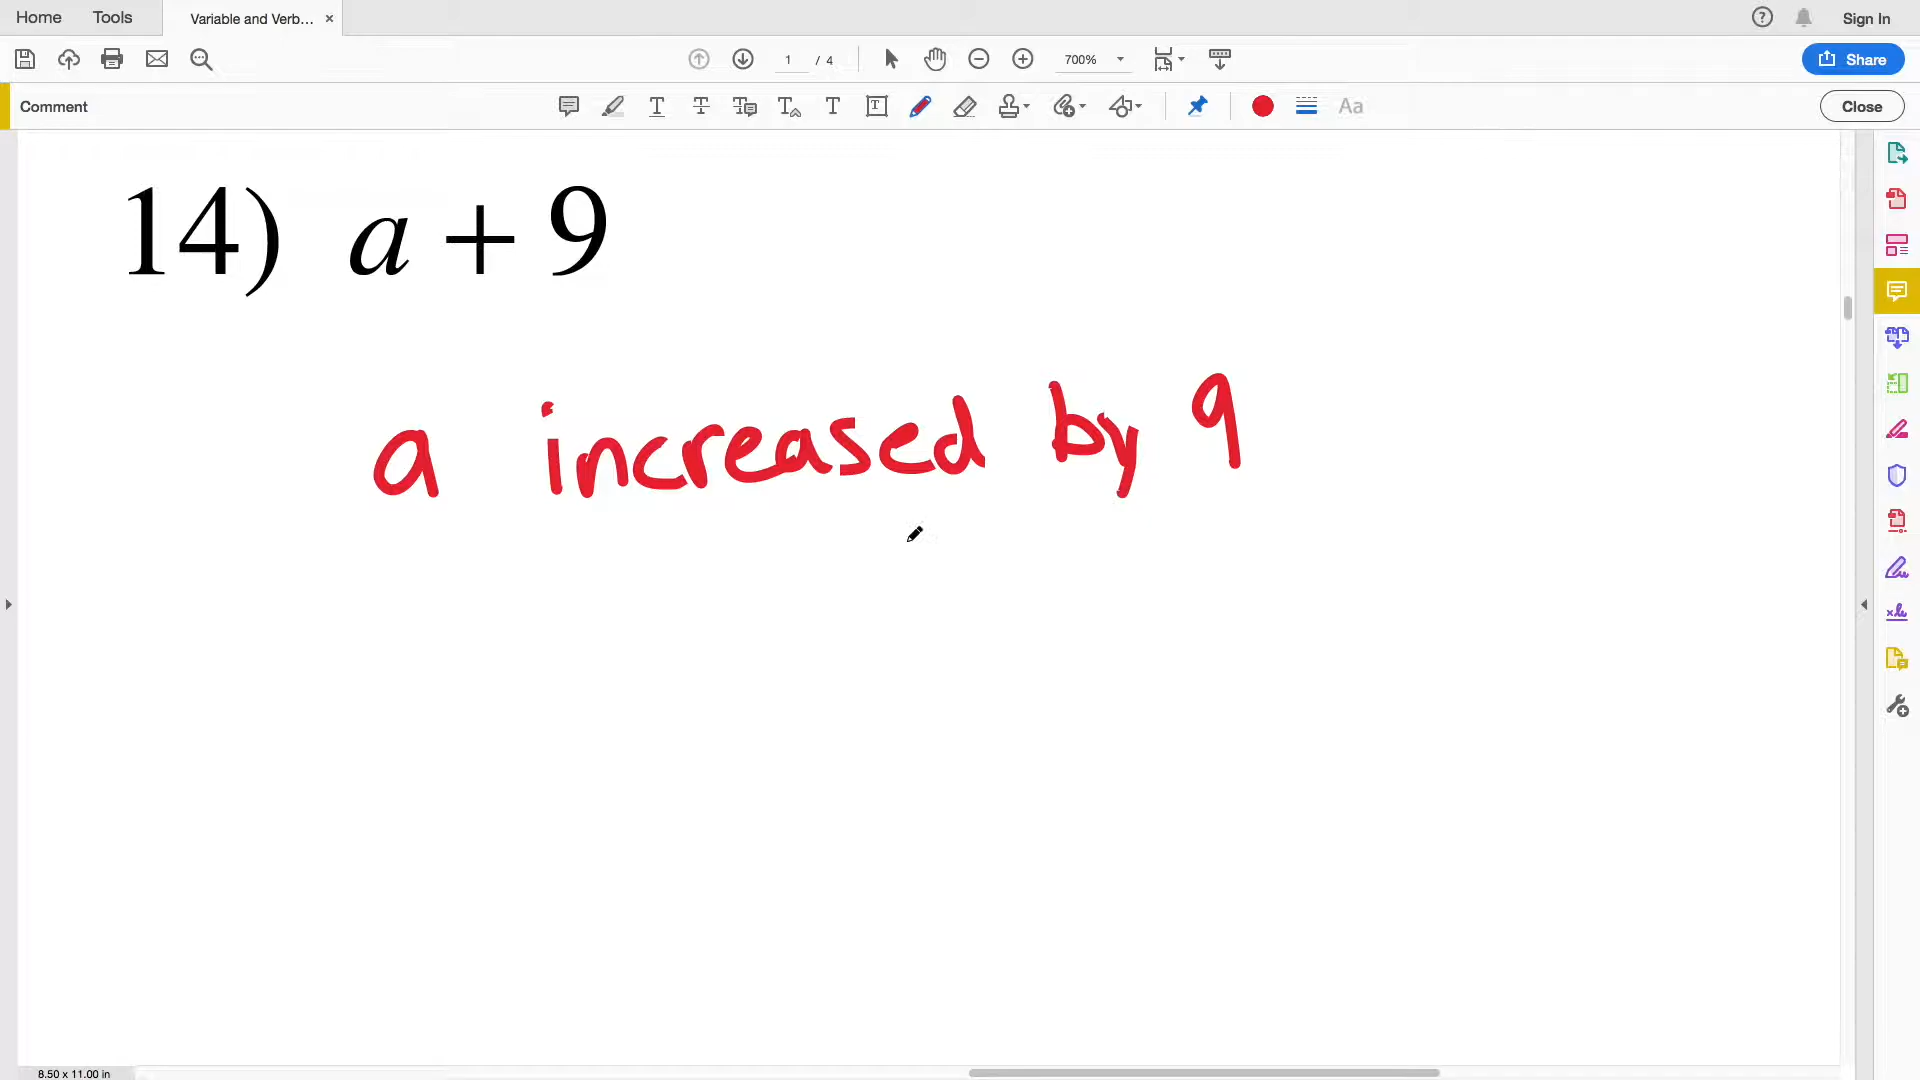 Home Tools Variable and Verb... × Sign In
1 / 4 700% Share
Comment Aa Close
14) a + 9
a increased by 9
8.50 x 11.00 in